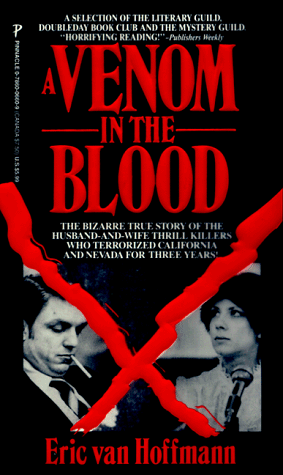 A SELECTION OF THE LITERARY GUILD,
DOUBLEDAY BOOK CLUB AND THE MYSTERY GUILD.
"HORRIFYING READING!"—Publishers Weekly
A
VENOM
IN THE
BLOOD
THE BIZARRE TRUE STORY OF THE
HUSBAND-AND-WIFE THRILL KILLERS
WHO TERRORIZED CALIFORNIA
AND NEVADA FOR THREE YEARS!
Eric van Hoffmann